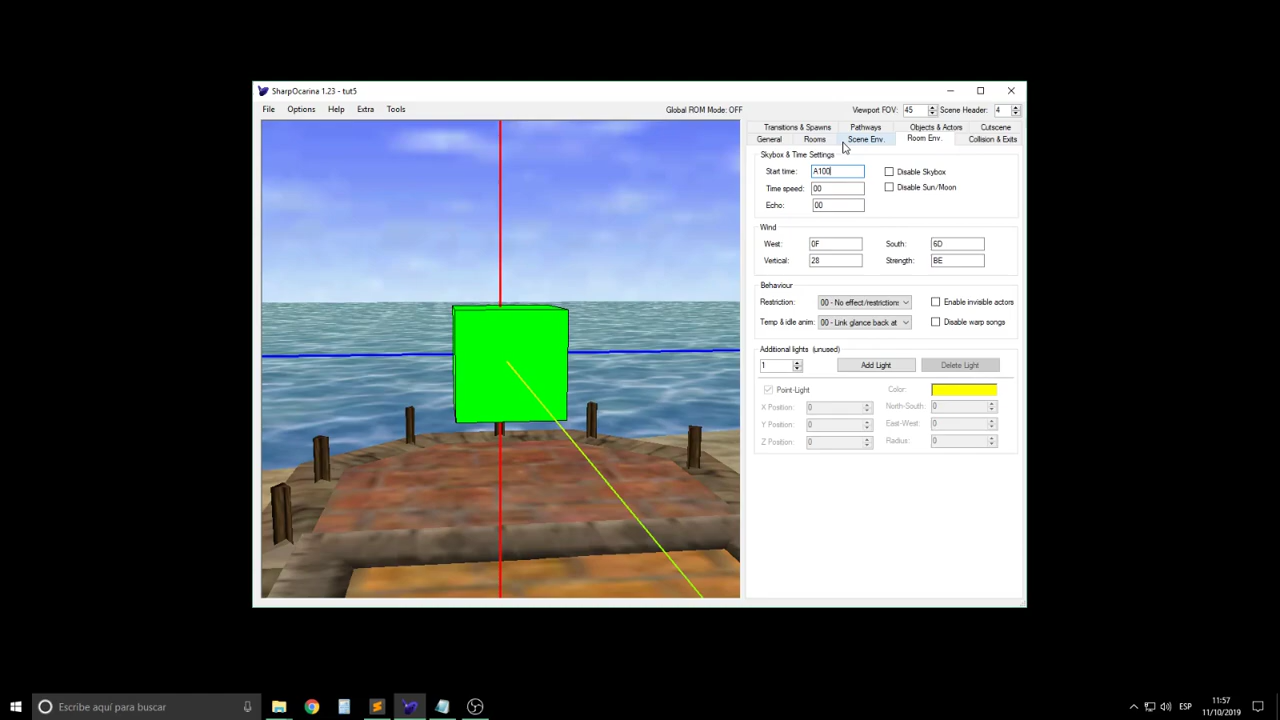 SharpOcarina 1.23 - tut5
File Options Help Extra Tools Global ROM Mode: OFF Viewport FOV: 45 Scene Header: 4
Transitions & Spawns Pathways Objects & Actors Cutscene
General Rooms Scene Env. Room Env. Collision & Exits
Skybox & Time Settings
Start time: A100 Disable Skybox
Time speed: 00 Disable Sun/Moon
Echo: 00
Wind
West: 0F South: 6D
Vertical: 28 Strength: BE
Behaviour
Restriction: 00 - No effect/restrictions Enable invisible actors
Temp & idle anim: 00 - Link glance back at Disable warp songs
Additional lights (unused)
1 Add Light Delete Light
Point-Light Color:
X Position: 0 North-South: 0
Y Position: 0 East-West: 0
Z Position: 0 Radius: 0
Escribe aquí para buscar
ESP
11:57
11/10/2019